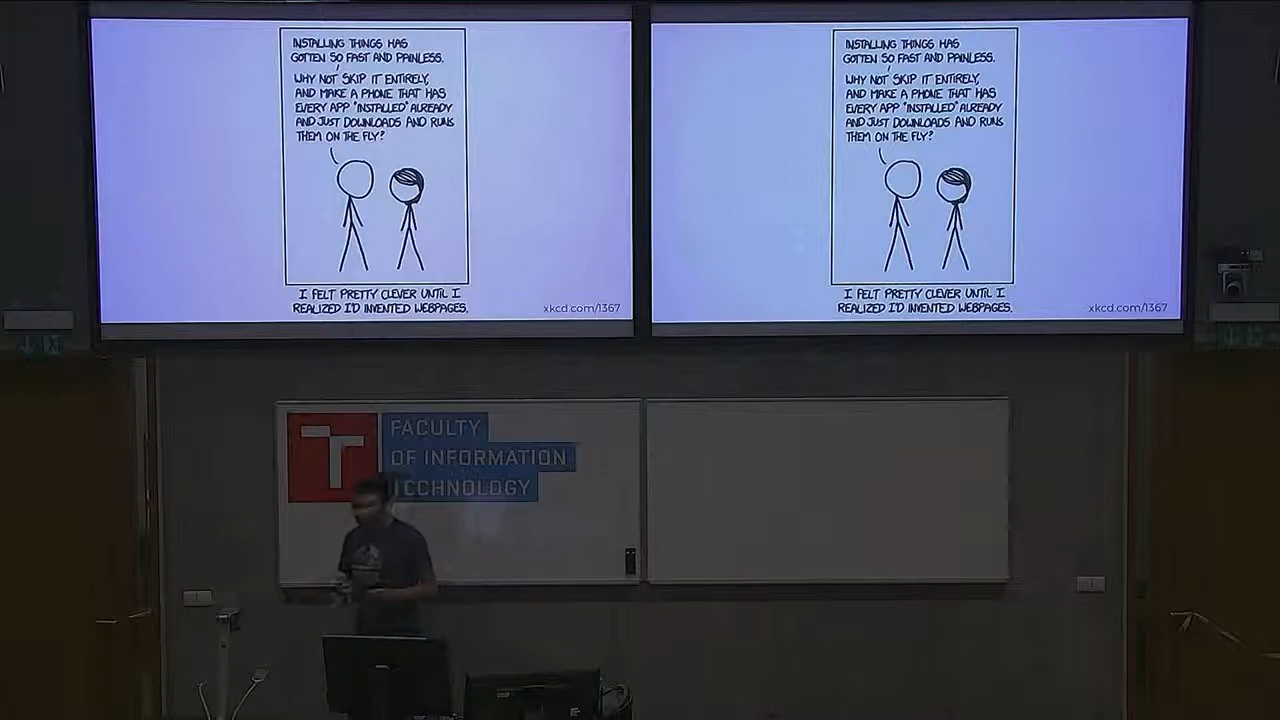 INSTALLING THINGS HAS
GOTTEN SO FAST AND PAINLESS.
WHY NOT SKIP IT ENTIRELY,
AND MAKE A PHONE THAT HAS
EVERY APP "INSTALLED" ALREADY
AND JUST DOWNLOADS AND RUNS
THEM ON THE FLY?
I FELT PRETTY CLEVER UNTIL I
REALIZED I'D INVENTED WEBPAGES.
xkcd.com/1367
INSTALLING THINGS HAS
GOTTEN SO FAST AND PAINLESS.
WHY NOT SKIP IT ENTIRELY,
AND MAKE A PHONE THAT HAS
EVERY APP "INSTALLED" ALREADY
AND JUST DOWNLOADS AND RUNS
THEM ON THE FLY?
I FELT PRETTY CLEVER UNTIL I
REALIZED I'D INVENTED WEBPAGES.
xkcd.com/1367
T
FACULTY
OF INFORMATION
TECHNOLOGY